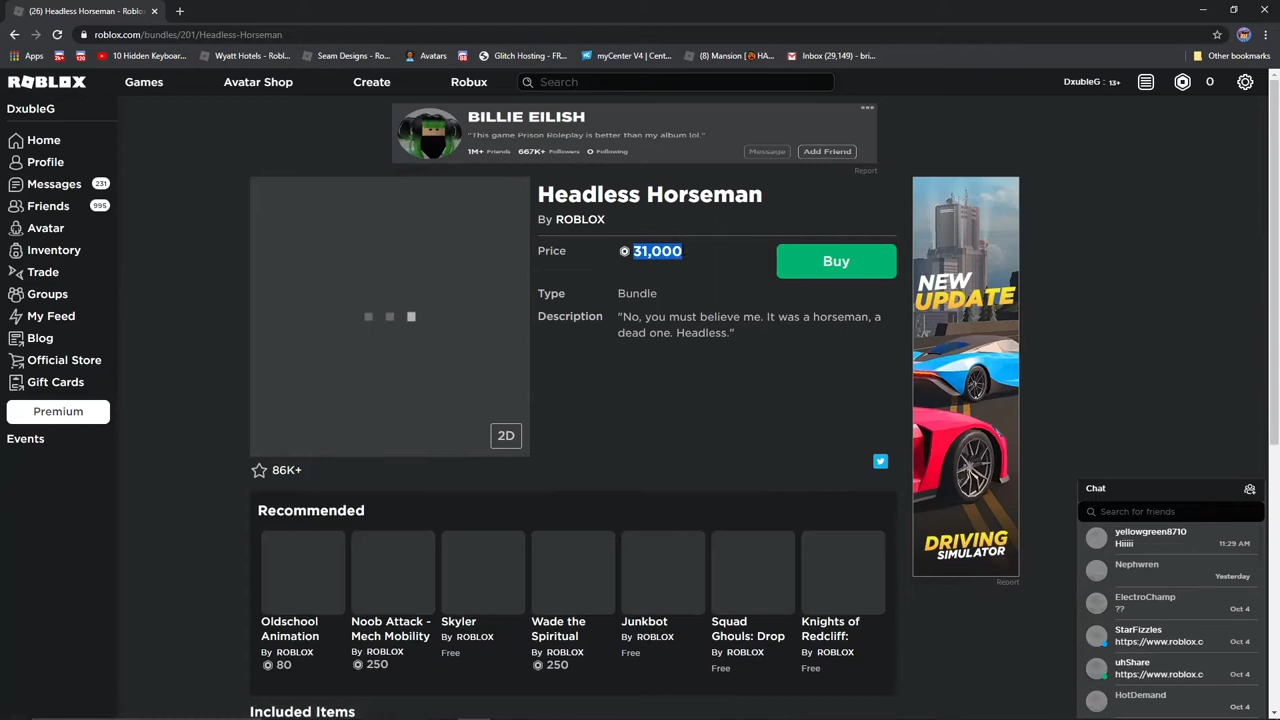 (26) Headless Horseman - Roblo
roblox.com/bundles/201/Headless-Horseman
Apps
10 Hidden Keyboard...
Wyatt Hotels - Robl...
Seam Designs - Ro...
Avatars
Glitch Hosting - Fr...
myCenter V4 | Cent...
(8) Mansion [🎃HA...
Inbox (29,149) - bri...
Other bookmarks
ROBLOX
Games
Avatar Shop
Create
Robux
Search
DxubleG : 13+
0
DxubleG
Home
Profile
Messages 231
Friends 995
Avatar
Inventory
Trade
Groups
My Feed
Blog
Official Store
Gift Cards
Premium
Events
BILLIE EILISH
"This game Prison Roleplay is better than my album lol."
1M+ Friends 667K+ Followers 0 Following
Message
Add Friend
Report
Headless Horseman
By ROBLOX
Price 31,000
Buy
Type Bundle
Description "No, you must believe me. It was a horseman, a
dead one. Headless."
2D
86K+
NEW
UPDATE
DRIVING
SIMULATOR
Report
Recommended
Oldschool
Animation
By ROBLOX
80
Noob Attack -
Mech Mobility
By ROBLOX
250
Skyler
By ROBLOX
Free
Wade the
Spiritual
By ROBLOX
250
Junkbot
By ROBLOX
Free
Squad
Ghouls: Drop
By ROBLOX
Free
Knights of
Redcliff:
By ROBLOX
Free
Included Items
Chat
Search for friends
yellowgreen8710
Hiiiii 11:29 AM
Nephwren
Yesterday
ElectroChamp
?? Oct 4
StarFizzles
https://www.roblox.c Oct 4
uhShare
https://www.roblox.c Oct 4
HotDemand
Oct 4